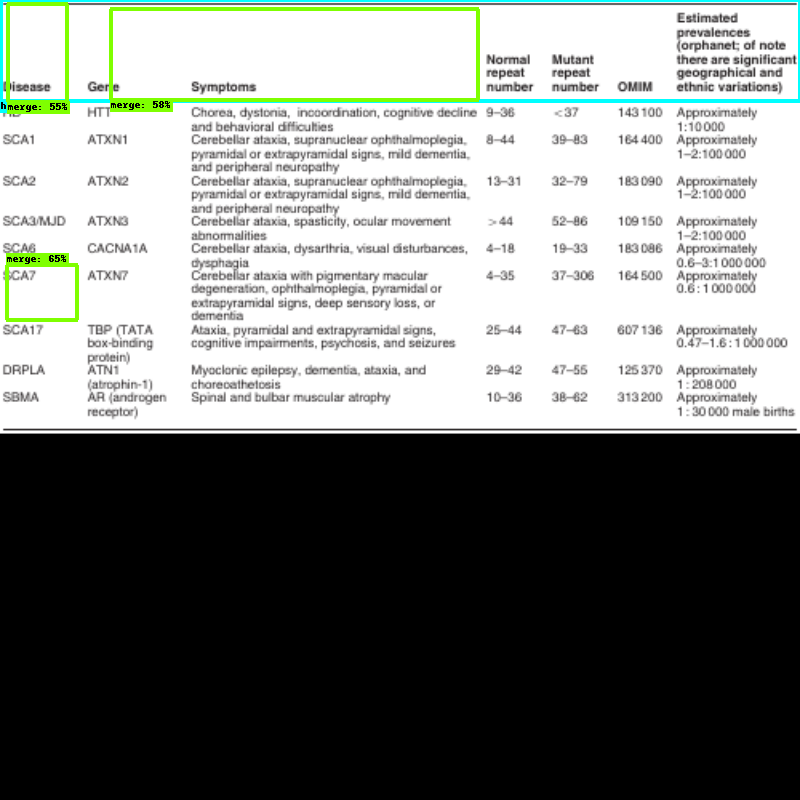 Disease Gene Symptoms Normal repeat number Mutant repeat number OMIM Estimated prevalences (orphanet; of note there are significant geographical and ethnic variations)
merge: 55% merge: 58%
HD HTT Chorea, dystonia, incoordination, cognitive decline and behavioral difficulties 9–36 <37 143 100 Approximately 1:10 000
SCA1 ATXN1 Cerebellar ataxia, supranuclear ophthalmoplegia, pyramidal or extrapyramidal signs, mild dementia, and peripheral neuropathy 8–44 39–83 164 400 Approximately 1–2:100 000
SCA2 ATXN2 Cerebellar ataxia, supranuclear ophthalmoplegia, pyramidal or extrapyramidal signs, mild dementia, and peripheral neuropathy 13–31 32–79 183 090 Approximately 1–2:100 000
SCA3/MJD ATXN3 Cerebellar ataxia, spasticity, ocular movement abnormalities >44 52–86 109 150 Approximately 1–2:100 000
SCA6 CACNA1A Cerebellar ataxia, dysarthria, visual disturbances, dysphagia 4–18 19–33 183 086 Approximately 0.6–3:1 000 000
merge: 65%
SCA7 ATXN7 Cerebellar ataxia with pigmentary macular degeneration, ophthalmoplegia, pyramidal or extrapyramidal signs, deep sensory loss, or dementia 4–35 37–306 164 500 Approximately 0.6 : 1 000 000
SCA17 TBP (TATA box-binding protein) Ataxia, pyramidal and extrapyramidal signs, cognitive impairments, psychosis, and seizures 25–44 47–63 607 136 Approximately 0.47–1.6 : 1 000 000
DRPLA ATN1 (atrophin-1) Myoclonic epilepsy, dementia, ataxia, and choreoathetosis 29–42 47–55 125 370 Approximately 1 : 208 000
SBMA AR (androgen receptor) Spinal and bulbar muscular atrophy 10–36 38–62 313 200 Approximately 1 : 30 000 male births